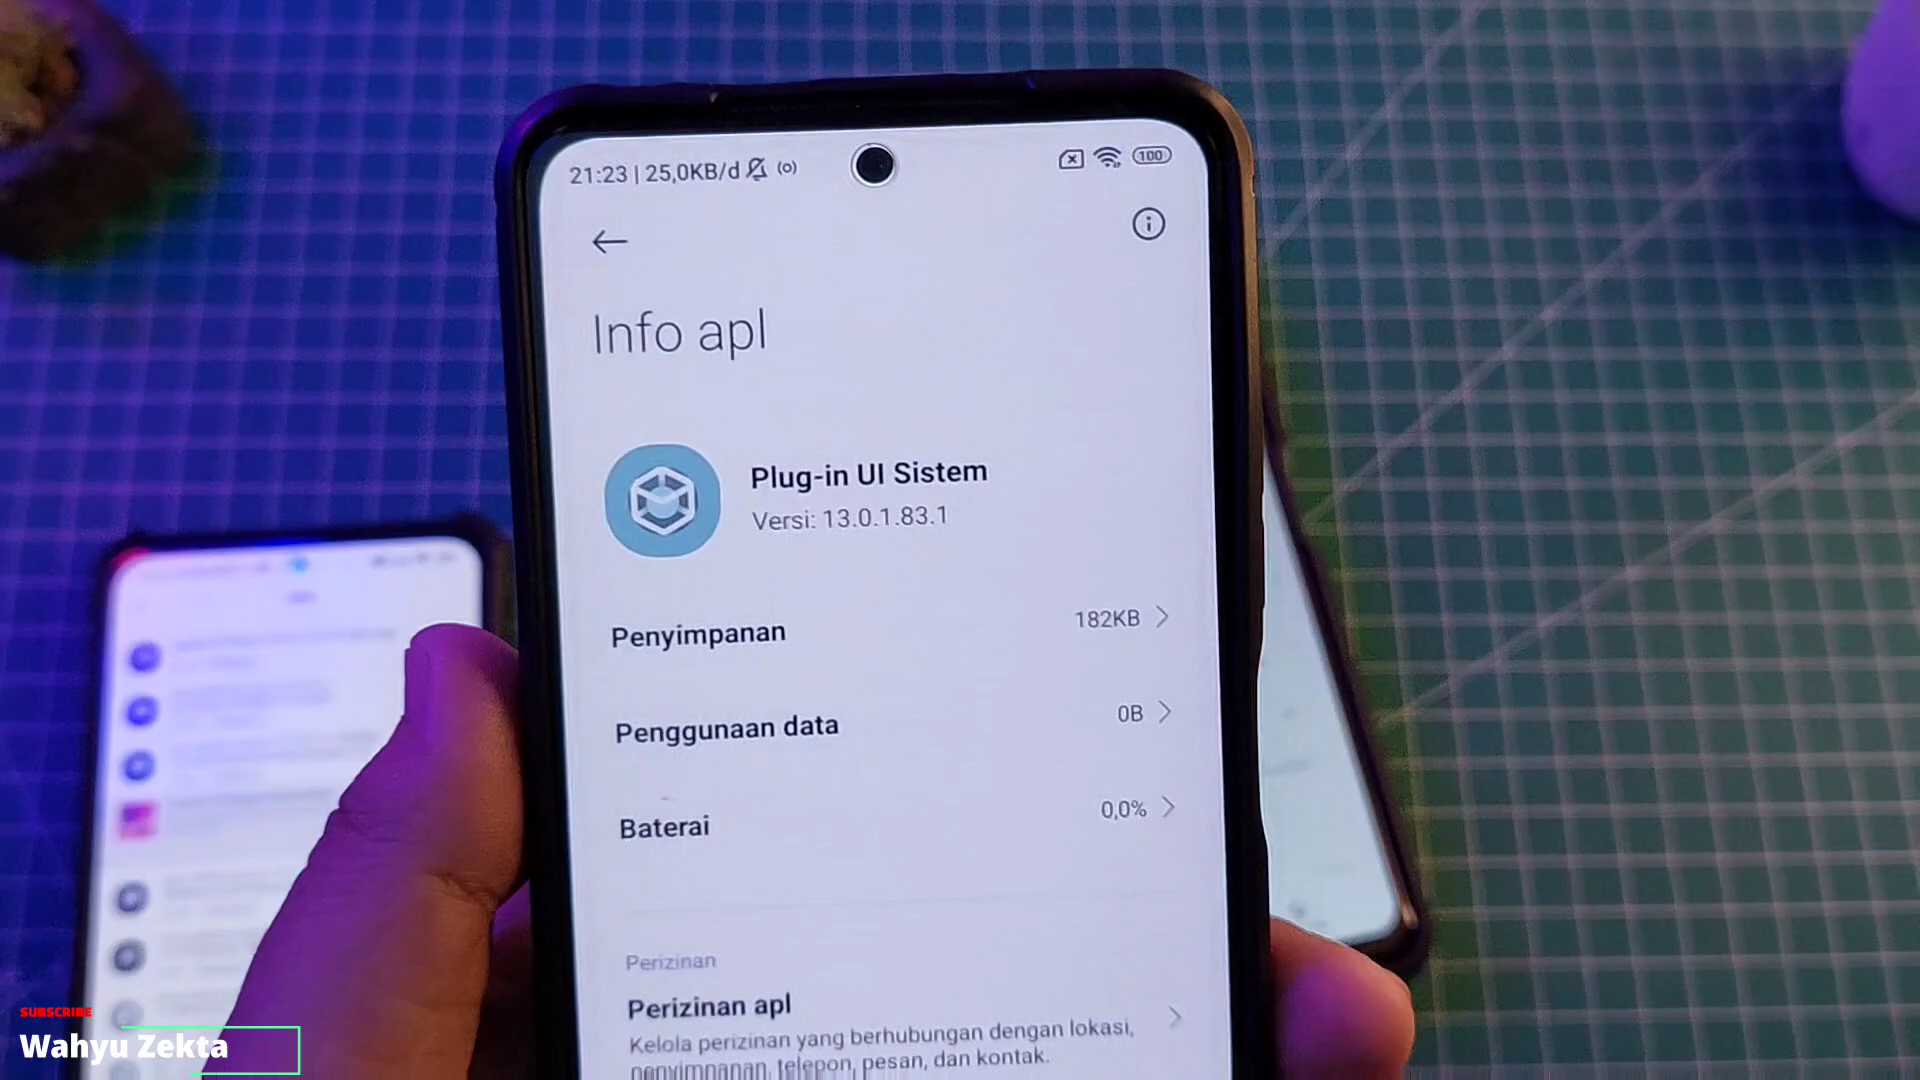 21:23 | 25,0KB/d
100
Info apl
Plug-in UI Sistem
Versi: 13.0.1.83.1
Penyimpanan 182KB
Penggunaan data 0B
Baterai 0,0%
Perizinan
Perizinan apl
Kelola perizinan yang berhubungan dengan lokasi,
penyimpanan, telepon, pesan, dan kontak.
SUBSCRIBE
Wahyu Zekta